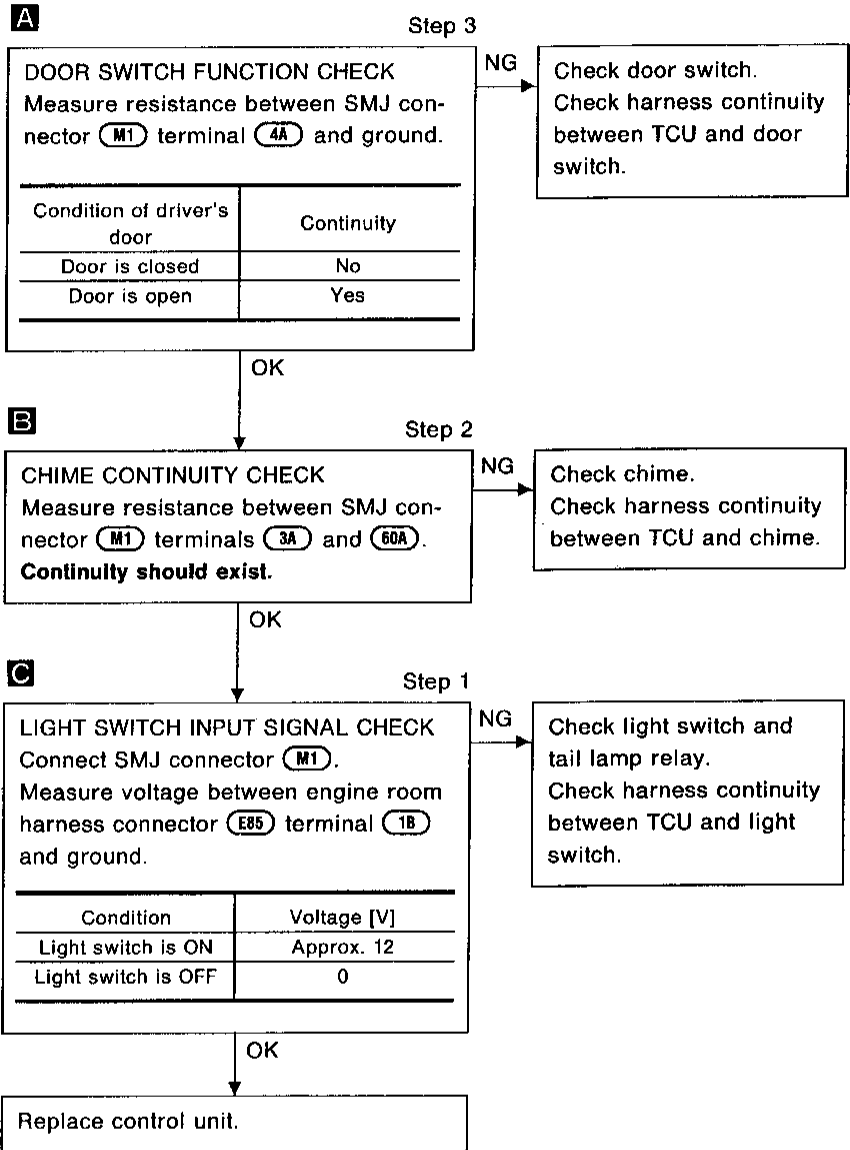 A
Step 3
DOOR SWITCH FUNCTION CHECK
Measure resistance between SMJ con-
nector M1 terminal 4A and ground.
Condition of driver's
door
Continuity
Door is closed No
Door is open Yes
NG
Check door switch.
Check harness continuity
between TCU and door
switch.
OK
B
Step 2
CHIME CONTINUITY CHECK
Measure resistance between SMJ con-
nector M1 terminals 3A and 60A.
Continuity should exist.
NG
Check chime.
Check harness continuity
between TCU and chime.
OK
C
Step 1
LIGHT SWITCH INPUT SIGNAL CHECK
Connect SMJ connector M1.
Measure voltage between engine room
harness connector E85 terminal 1B
and ground.
Condition Voltage [V]
Light switch is ON Approx. 12
Light switch is OFF 0
NG
Check light switch and
tail lamp relay.
Check harness continuity
between TCU and light
switch.
OK
Replace control unit.